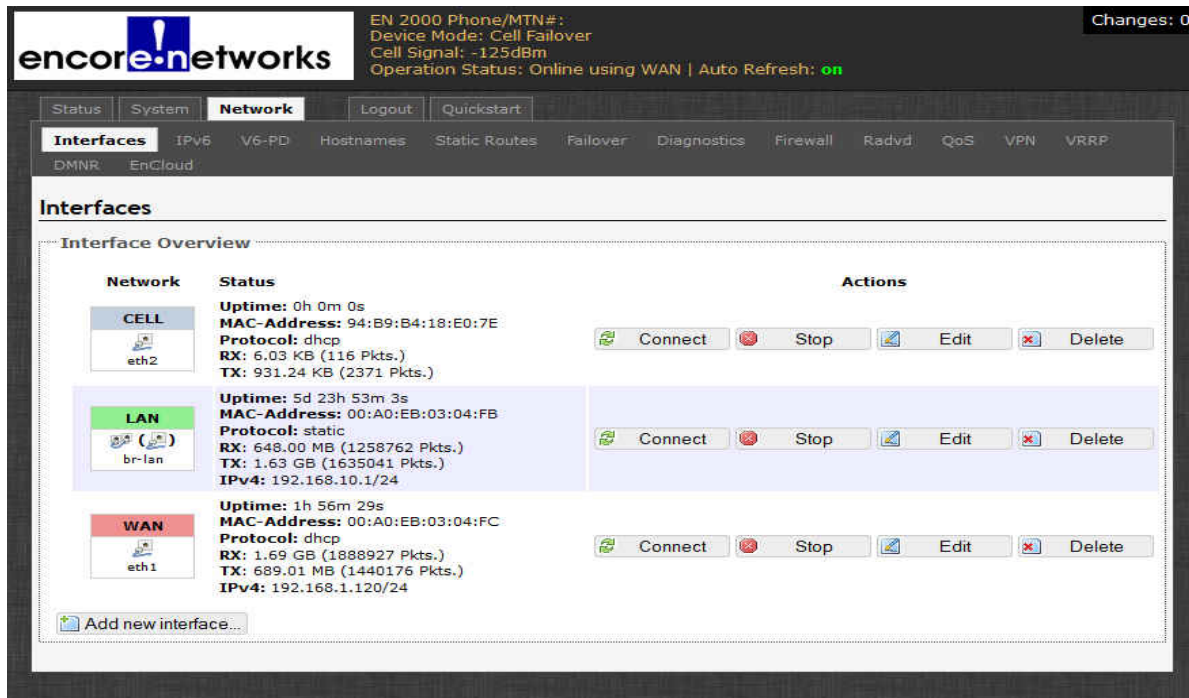 encore!networks
EN 2000 Phone/MTN#:
Device Mode: Cell Failover
Cell Signal: -125dBm
Operation Status: Online using WAN | Auto Refresh: on
Changes: 0
Status System Network Logout Quickstart
Interfaces IPv6 V6-PD Hostnames Static Routes Failover Diagnostics Firewall Radvd QoS VPN VRRP
DMNR EnCloud
Interfaces
Interface Overview
Network Status Actions
CELL
eth2
Uptime: 0h 0m 0s
MAC-Address: 94:B9:B4:18:E0:7E
Protocol: dhcp
RX: 6.03 KB (116 Pkts.)
TX: 931.24 KB (2371 Pkts.)
Connect Stop Edit Delete
LAN
( )
br-lan
Uptime: 5d 23h 53m 3s
MAC-Address: 00:A0:EB:03:04:FB
Protocol: static
RX: 648.00 MB (1258762 Pkts.)
TX: 1.63 GB (1635041 Pkts.)
IPv4: 192.168.10.1/24
Connect Stop Edit Delete
WAN
eth1
Uptime: 1h 56m 29s
MAC-Address: 00:A0:EB:03:04:FC
Protocol: dhcp
RX: 1.69 GB (1888927 Pkts.)
TX: 689.01 MB (1440176 Pkts.)
IPv4: 192.168.1.120/24
Connect Stop Edit Delete
Add new interface...